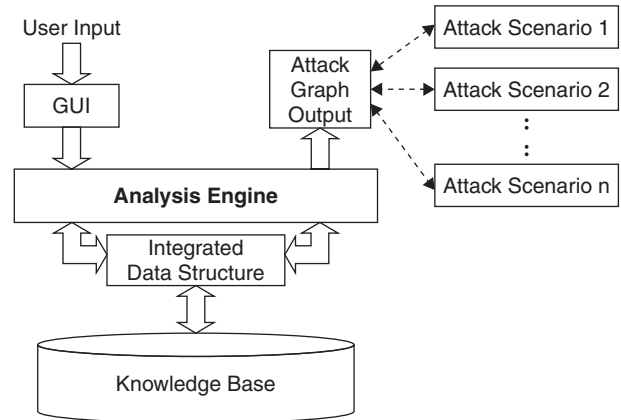 User Input
GUI
Attack
Graph
Output
Attack Scenario 1
Attack Scenario 2
Attack Scenario n
Analysis Engine
Integrated
Data Structure
Knowledge Base